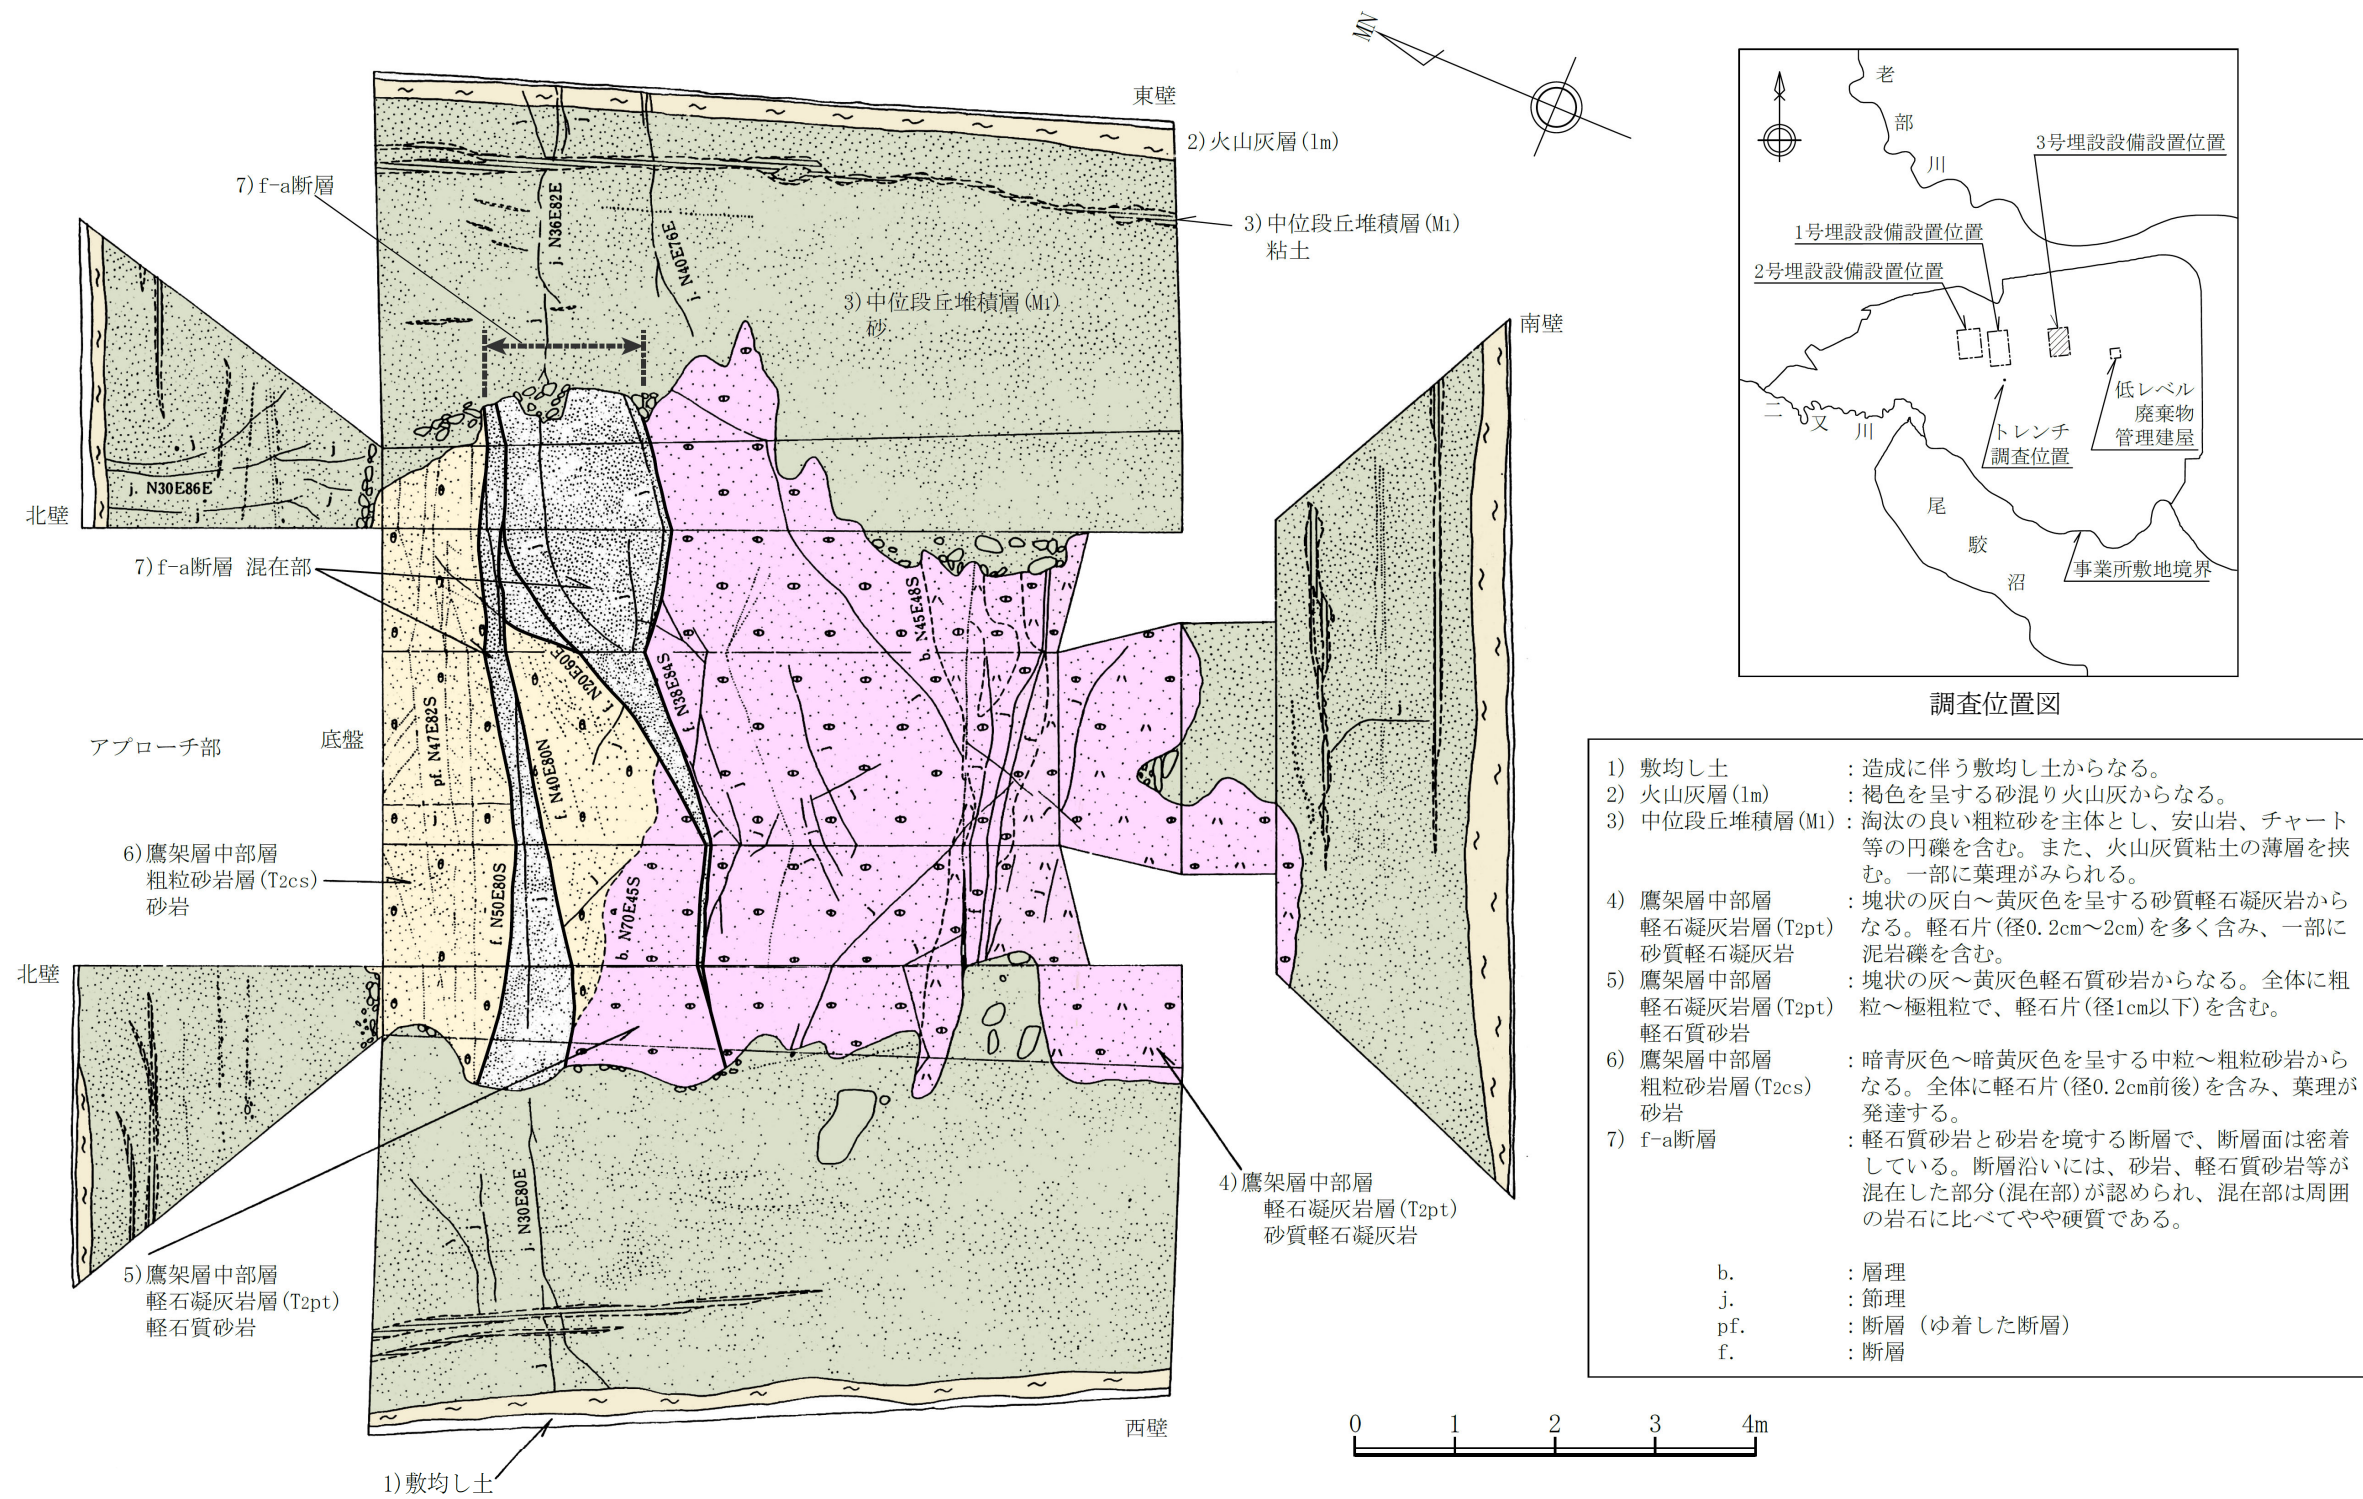 MN
東壁
2)火山灰層(lm)
7)f-a断層
3)中位段丘堆積層(M1)
粘土
j. N36E82E
j. N40E76E
3)中位段丘堆積層(M1)
砂
南壁
j
j
j
j
j. N30E86E
北壁
7)f-a断層 混在部
b. N45E48S
f. N20E60E
f. N38E84S
pf. N47E82S
f. N40E80N
アプローチ部
底盤
6)鷹架層中部層
粗粒砂岩層(T2cs)
砂岩
f. N50E80S
b. N70E45S
北壁
j. N30E80E
4)鷹架層中部層
軽石凝灰岩層(T2pt)
砂質軽石凝灰岩
5)鷹架層中部層
軽石凝灰岩層(T2pt)
軽石質砂岩
西壁
1)敷均し土
0 1 2 3 4m
老
部
川
3号埋設設備設置位置
1号埋設設備設置位置
2号埋設設備設置位置
低レベル
廃棄物
管理建屋
二
又
川
トレンチ
調査位置
尾
駮
沼
事業所敷地境界
調査位置図
1) 敷均し土 :造成に伴う敷均し土からなる。
2) 火山灰層(lm) :褐色を呈する砂混り火山灰からなる。
3) 中位段丘堆積層(M1):淘汰の良い粗粒砂を主体とし、安山岩、チャート
等の円礫を含む。また、火山灰質粘土の薄層を挟
む。一部に葉理がみられる。
4) 鷹架層中部層 :塊状の灰白～黄灰色を呈する砂質軽石凝灰岩から
軽石凝灰岩層(T2pt) なる。軽石片(径0.2cm～2cm)を多く含み、一部に
砂質軽石凝灰岩 泥岩礫を含む。
5) 鷹架層中部層 :塊状の灰～黄灰色軽石質砂岩からなる。全体に粗
軽石凝灰岩層(T2pt) 粒～極粗粒で、軽石片(径1cm以下)を含む。
軽石質砂岩
6) 鷹架層中部層 :暗青灰色～暗黄灰色を呈する中粒～粗粒砂岩から
粗粒砂岩層(T2cs) なる。全体に軽石片(径0.2cm前後)を含み、葉理が
砂岩 発達する。
7) f-a断層 :軽石質砂岩と砂岩を境する断層で、断層面は密着
している。断層沿いには、砂岩、軽石質砂岩等が
混在した部分(混在部)が認められ、混在部は周囲
の岩石に比べてやや硬質である。
b. :層理
j. :節理
pf. :断層 (ゆ着した断層)
f. :断層